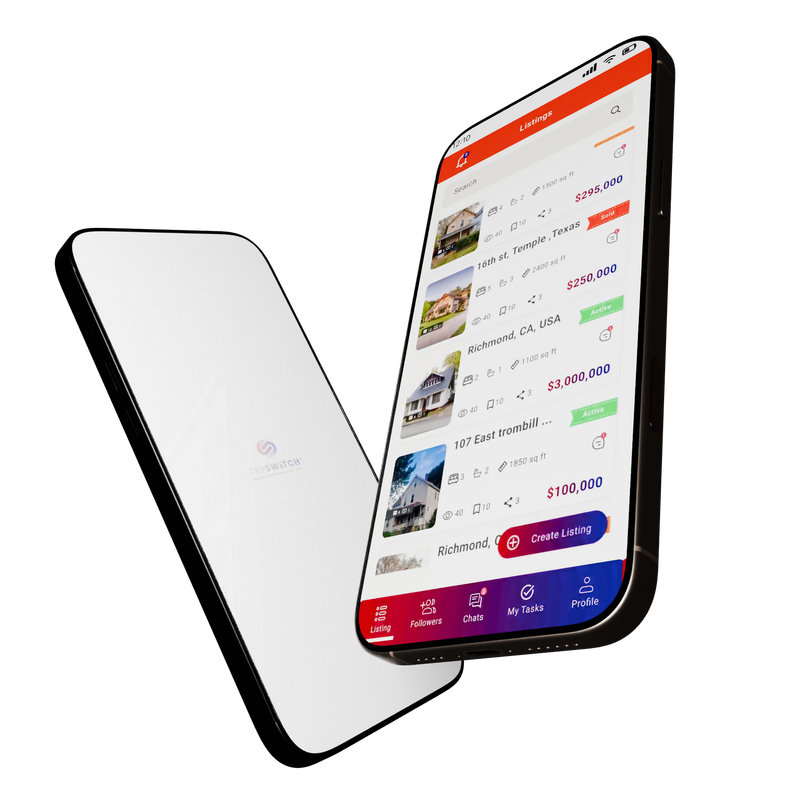 12:10
Listings
Search
4 2 1800 sq ft
40 10 3
$295,000
16th st, Temple ,Texas
Sold
5 3 2400 sq ft
40 10 3
$250,000
Richmond, CA, USA
Active
2 1 1100 sq ft
40 10 3
$3,000,000
107 East trombill ...
Active
3 2 1850 sq ft
40 10 3
$100,000
Richmond,
Create Listing
Listing
Followers
Chats
My Tasks
Profile